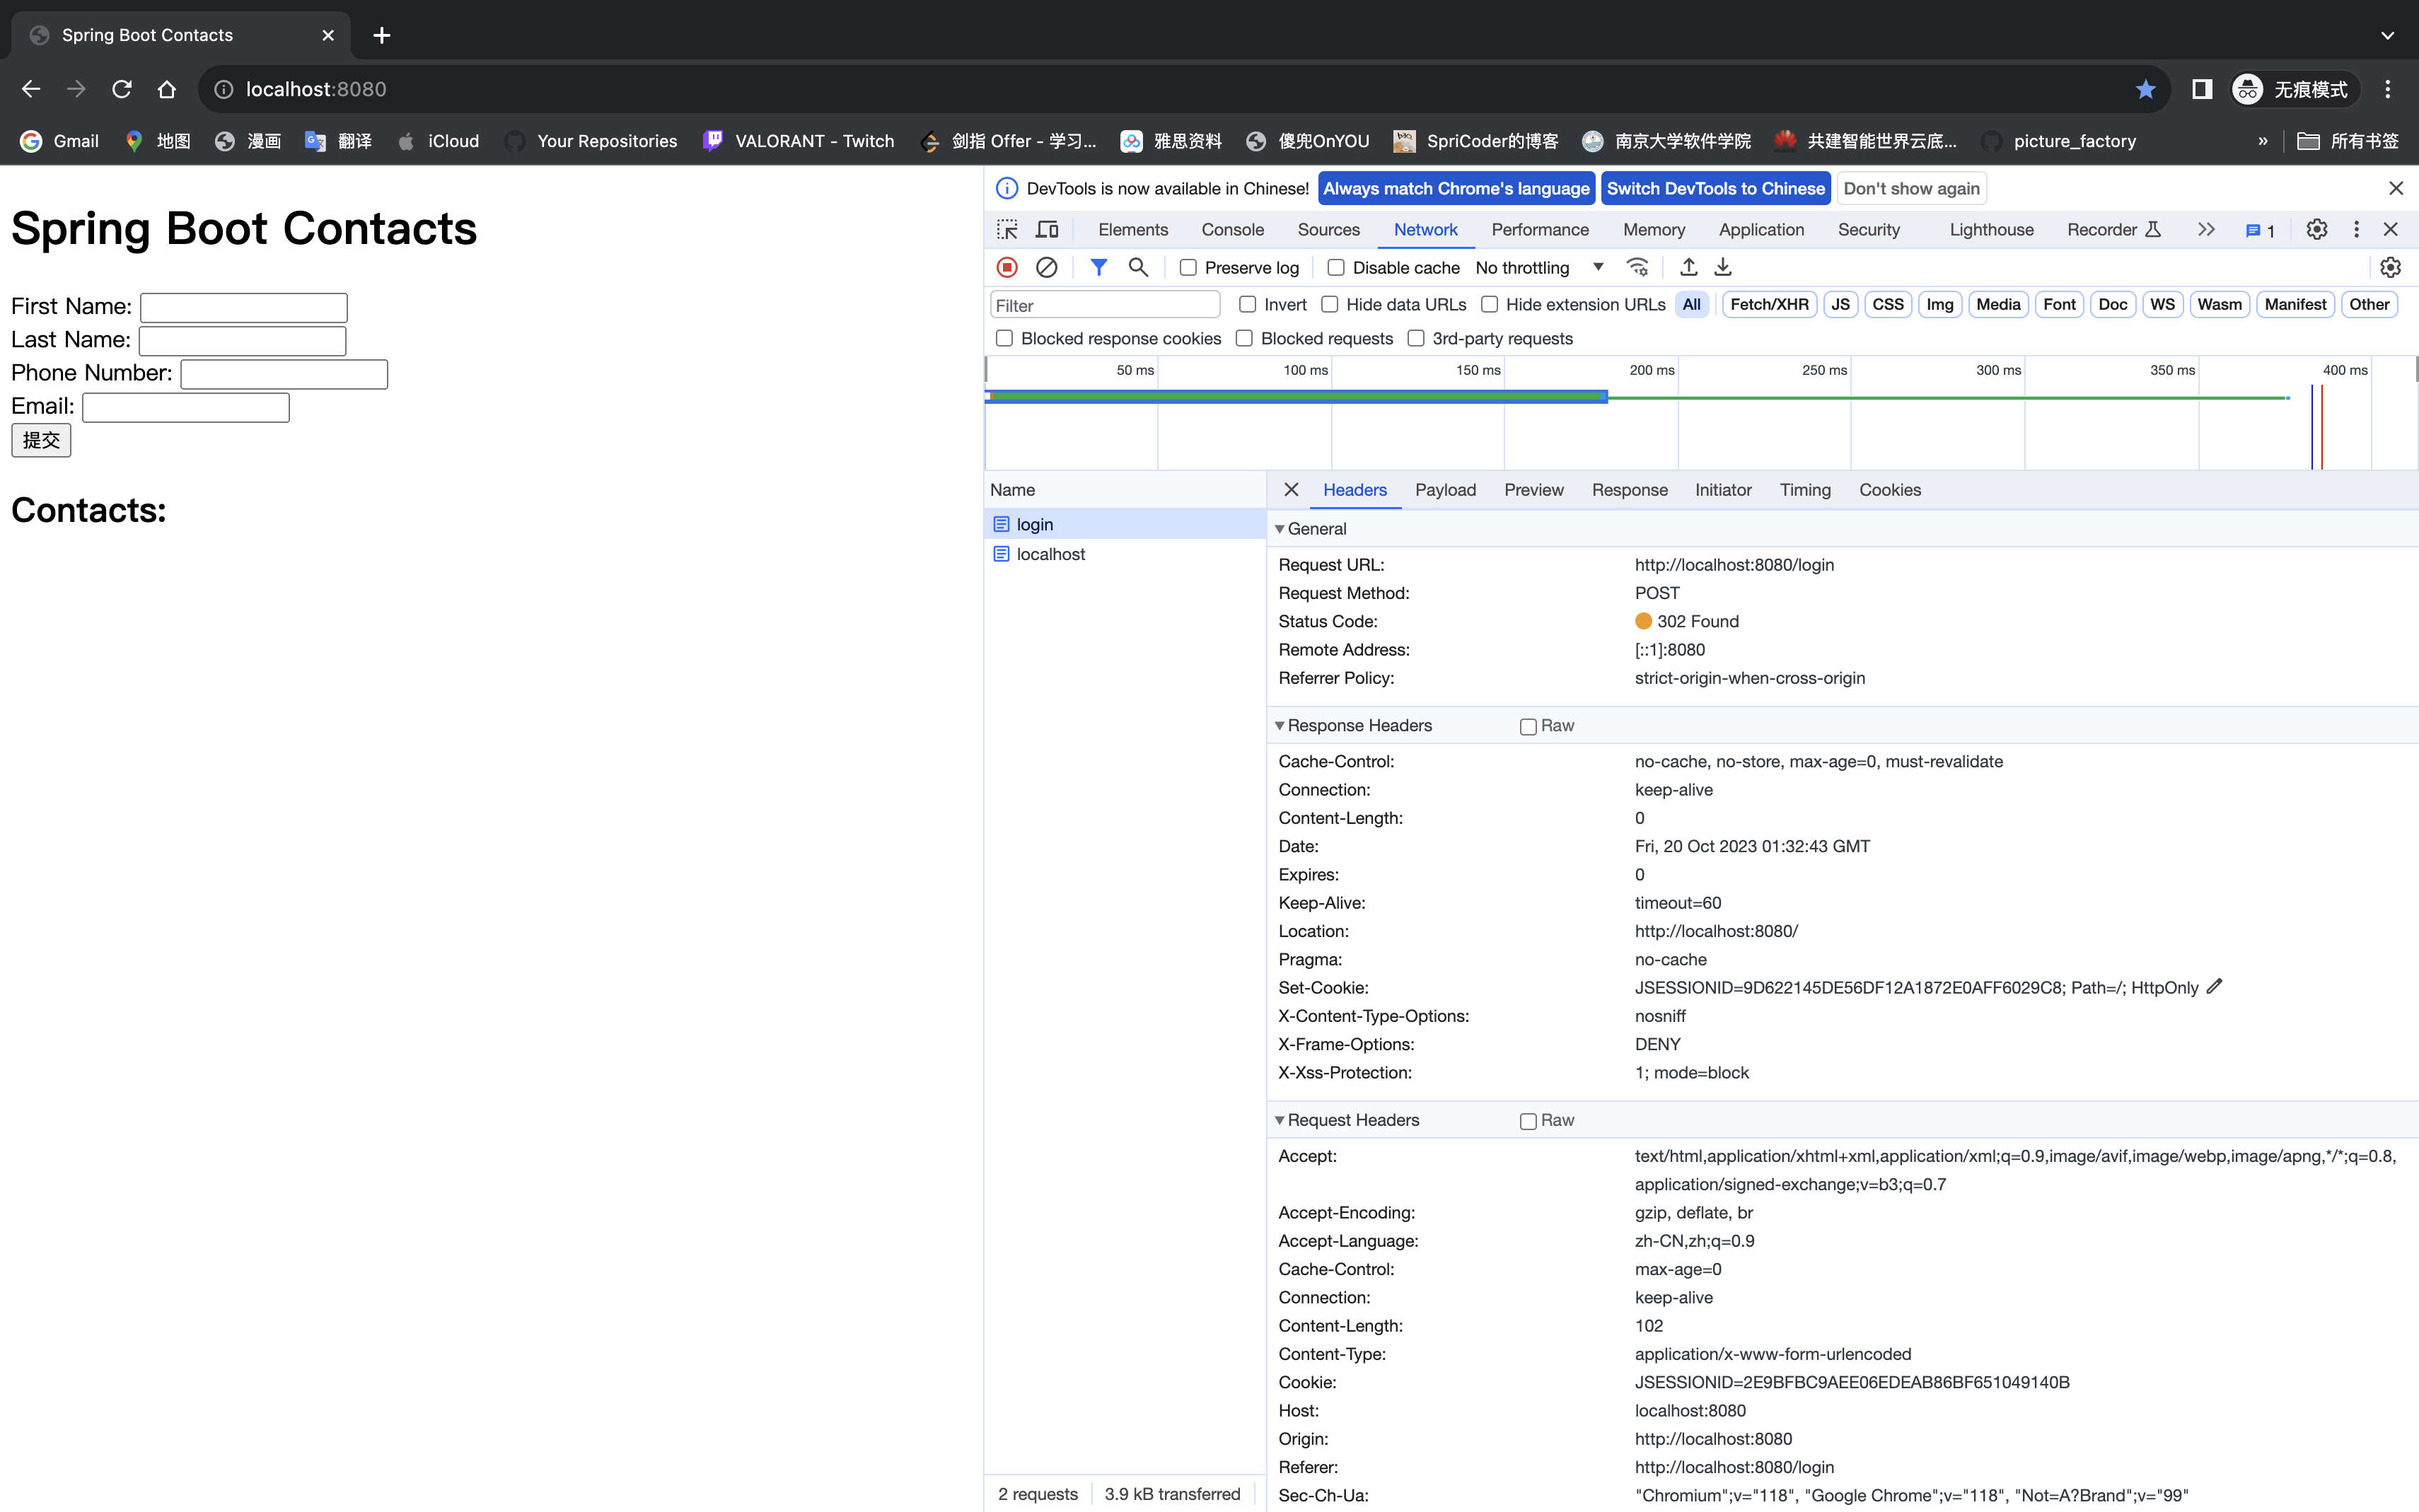 Spring Boot Contacts
localhost:8080
无痕模式
Gmail 地图 漫画 翻译 iCloud Your Repositories VALORANT - Twitch 剑指 Offer - 学习... 雅思资料 傻兜OnYOU SpriCoder的博客 南京大学软件学院 共建智能世界云底... picture_factory » 所有书签
Spring Boot Contacts
First Name:
Last Name:
Phone Number:
Email:
提交
Contacts:
DevTools is now available in Chinese! Always match Chrome's language Switch DevTools to Chinese Don't show again
Elements Console Sources Network Performance Memory Application Security Lighthouse Recorder 1
Preserve log Disable cache No throttling
Filter Invert Hide data URLs Hide extension URLs All Fetch/XHR JS CSS Img Media Font Doc WS Wasm Manifest Other
Blocked response cookies Blocked requests 3rd-party requests
50 ms 100 ms 150 ms 200 ms 250 ms 300 ms 350 ms 400 ms
Name
login
localhost
2 requests 3.9 kB transferred
Headers Payload Preview Response Initiator Timing Cookies
General
Request URL: http://localhost:8080/login
Request Method: POST
Status Code: 302 Found
Remote Address: [::1]:8080
Referrer Policy: strict-origin-when-cross-origin
Response Headers Raw
Cache-Control: no-cache, no-store, max-age=0, must-revalidate
Connection: keep-alive
Content-Length: 0
Date: Fri, 20 Oct 2023 01:32:43 GMT
Expires: 0
Keep-Alive: timeout=60
Location: http://localhost:8080/
Pragma: no-cache
Set-Cookie: JSESSIONID=9D622145DE56DF12A1872E0AFF6029C8; Path=/; HttpOnly
X-Content-Type-Options: nosniff
X-Frame-Options: DENY
X-Xss-Protection: 1; mode=block
Request Headers Raw
Accept: text/html,application/xhtml+xml,application/xml;q=0.9,image/avif,image/webp,image/apng,*/*;q=0.8,
application/signed-exchange;v=b3;q=0.7
Accept-Encoding: gzip, deflate, br
Accept-Language: zh-CN,zh;q=0.9
Cache-Control: max-age=0
Connection: keep-alive
Content-Length: 102
Content-Type: application/x-www-form-urlencoded
Cookie: JSESSIONID=2E9BFBC9AEE06EDEAB86BF651049140B
Host: localhost:8080
Origin: http://localhost:8080
Referer: http://localhost:8080/login
Sec-Ch-Ua: "Chromium";v="118", "Google Chrome";v="118", "Not=A?Brand";v="99"